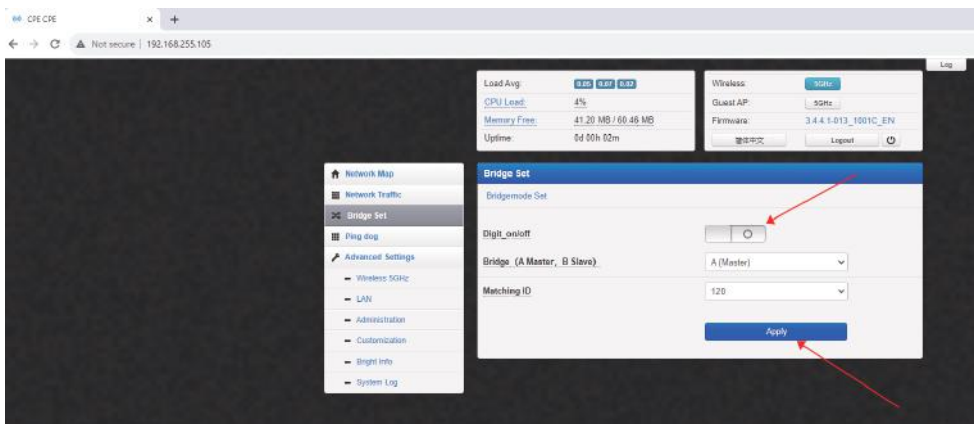 CPE CPE
Not secure | 192.168.255.105
Log
Load Avg: 0.05 0.07 0.02
CPU Load: 4%
Memory Free: 41.20 MB / 60.46 MB
Uptime: 0d 00h 02m
Wireless: 5GHz
Guest AP: 5GHz
Firmware: 3.4.4.1-013_1001C_EN
Logout
Network Map
Network Traffic
Bridge Set
Ping dog
Advanced Settings
Wireless 5GHz
LAN
Administration
Customization
Bright Info
System Log
Bridge Set
Bridgemode Set
Digit_on/off
Bridge (A Master, B Slave) A (Master)
Matching ID 120
Apply